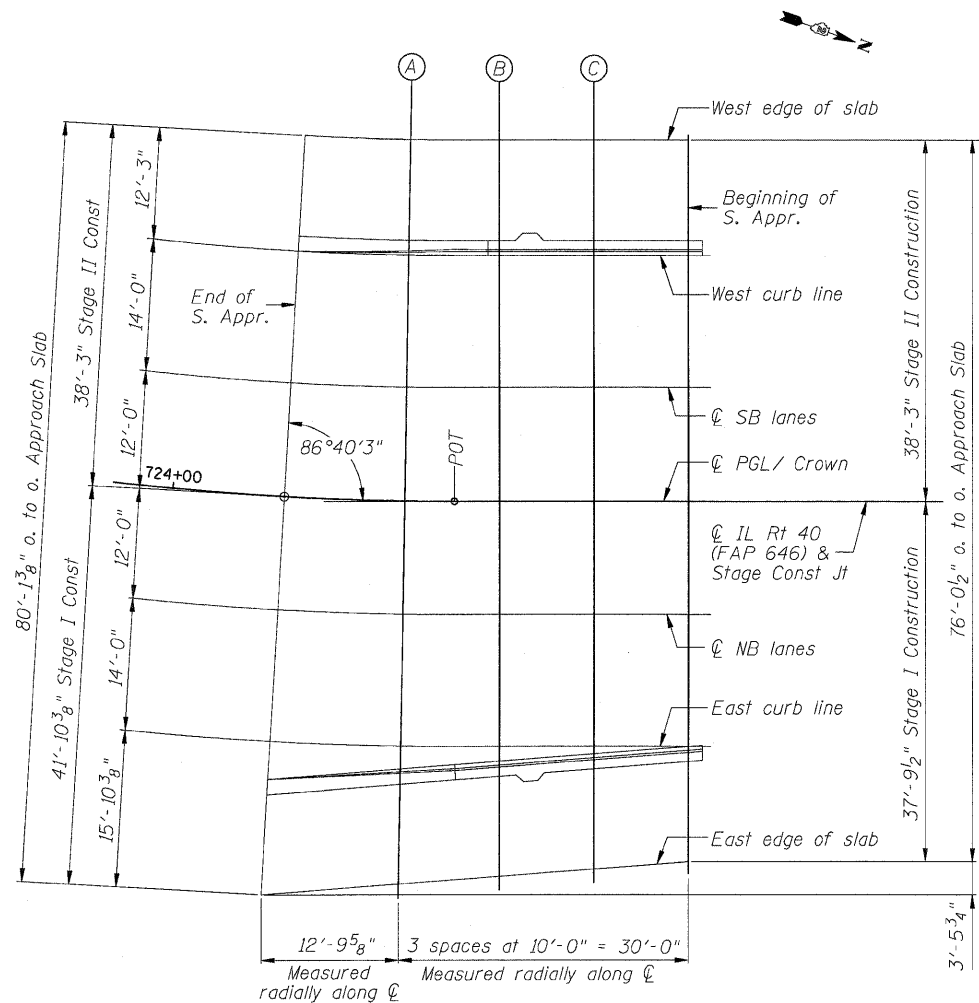 N
A
B
C
West edge of slab
Beginning of
S. Appr.
West curb line
End of
S. Appr.
12'-3"
14'-0"
12'-0"
12'-0"
14'-0"
15'-10 3/8"
38'-3" Stage II Const
41'-10 3/8" Stage I Const
80'-1 3/8" o. to o. Approach Slab
724+00
86°40'3"
POT
℄ SB lanes
℄ PGL/ Crown
℄ IL Rt 40
(FAP 646) &
Stage Const Jt
℄ NB lanes
East curb line
East edge of slab
38'-3" Stage II Construction
37'-9 1/2" Stage I Construction
76'-0 1/2" o. to o. Approach Slab
3'-5 3/4"
12'-9 5/8"
Measured
radially along ℄
3 spaces at 10'-0" = 30'-0"
Measured radially along ℄